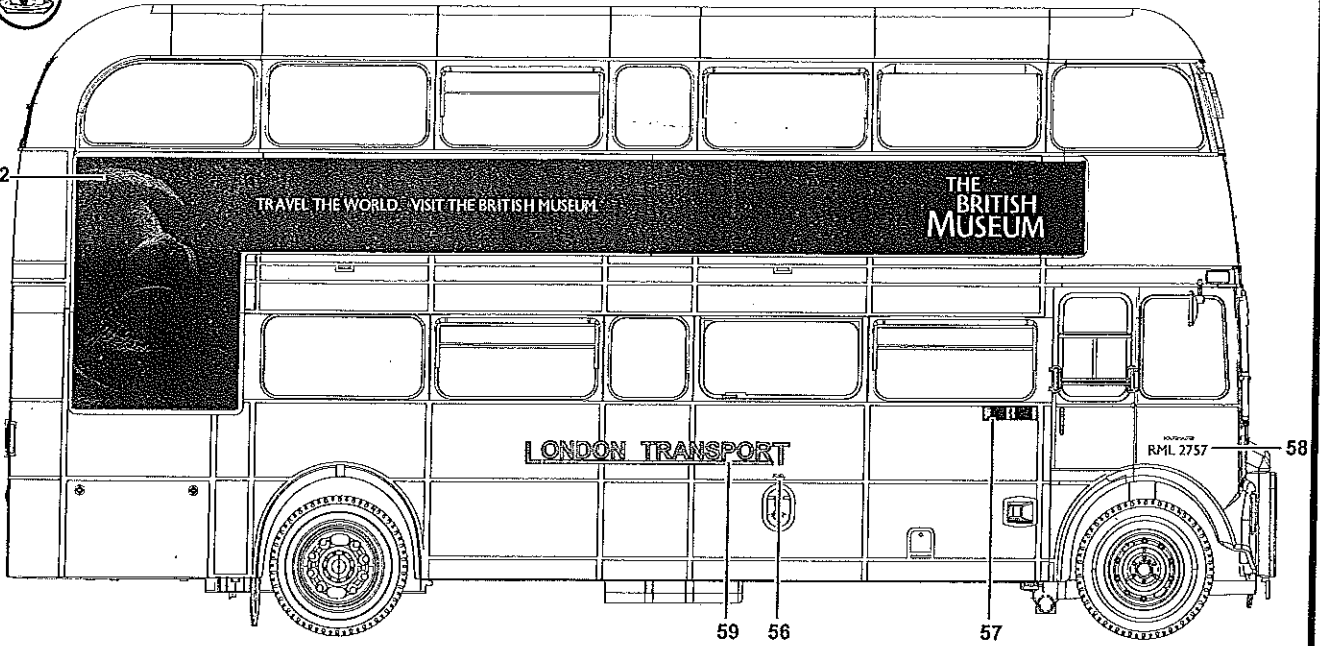 2
TRAVEL THE WORLD. VISIT THE BRITISH MUSEUM.
THE
BRITISH
MUSEUM
LONDON TRANSPORT
RML 2757
58
59
56
57